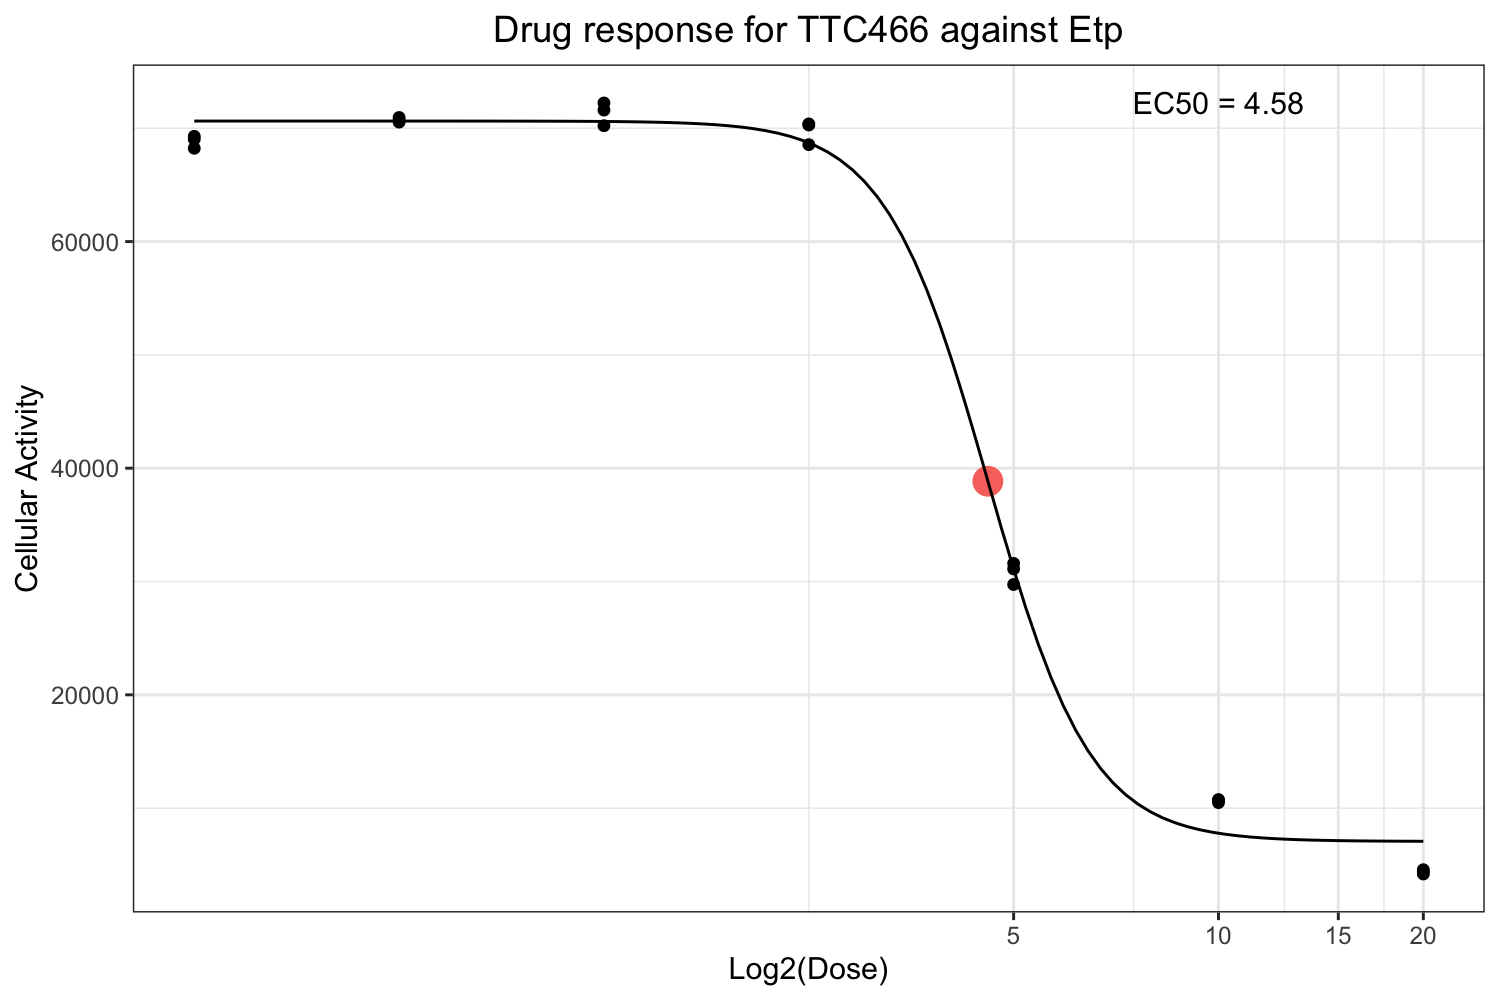 Drug response for TTC466 against Etp
EC50 = 4.58
60000
40000
20000
Cellular Activity
5 10 15 20
Log2(Dose)